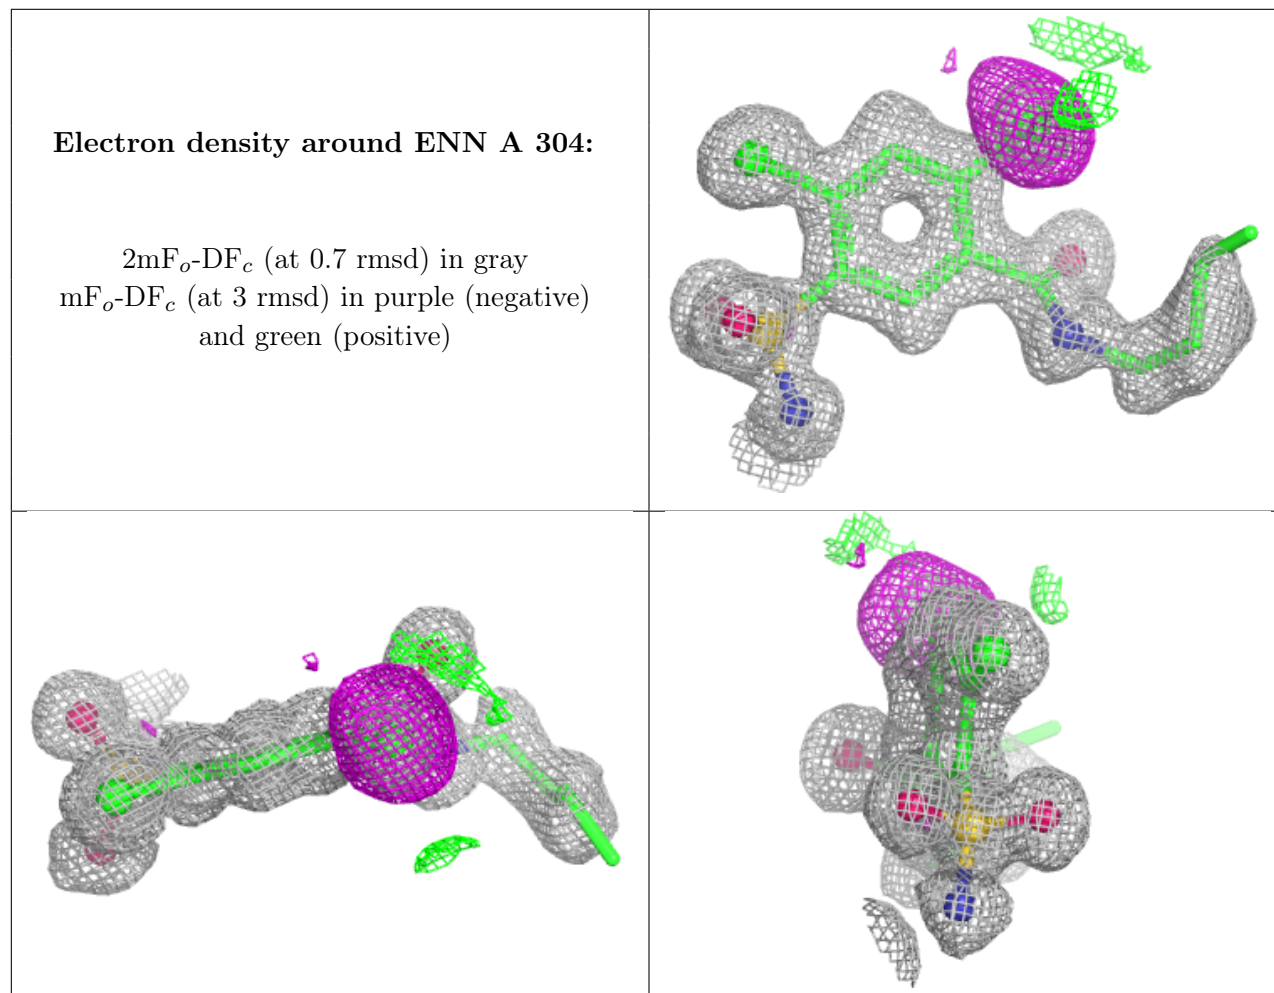 Electron density around ENN A 304:
2mFₒ-DF𝒸 (at 0.7 rmsd) in gray
mFₒ-DF𝒸 (at 3 rmsd) in purple (negative)
and green (positive)